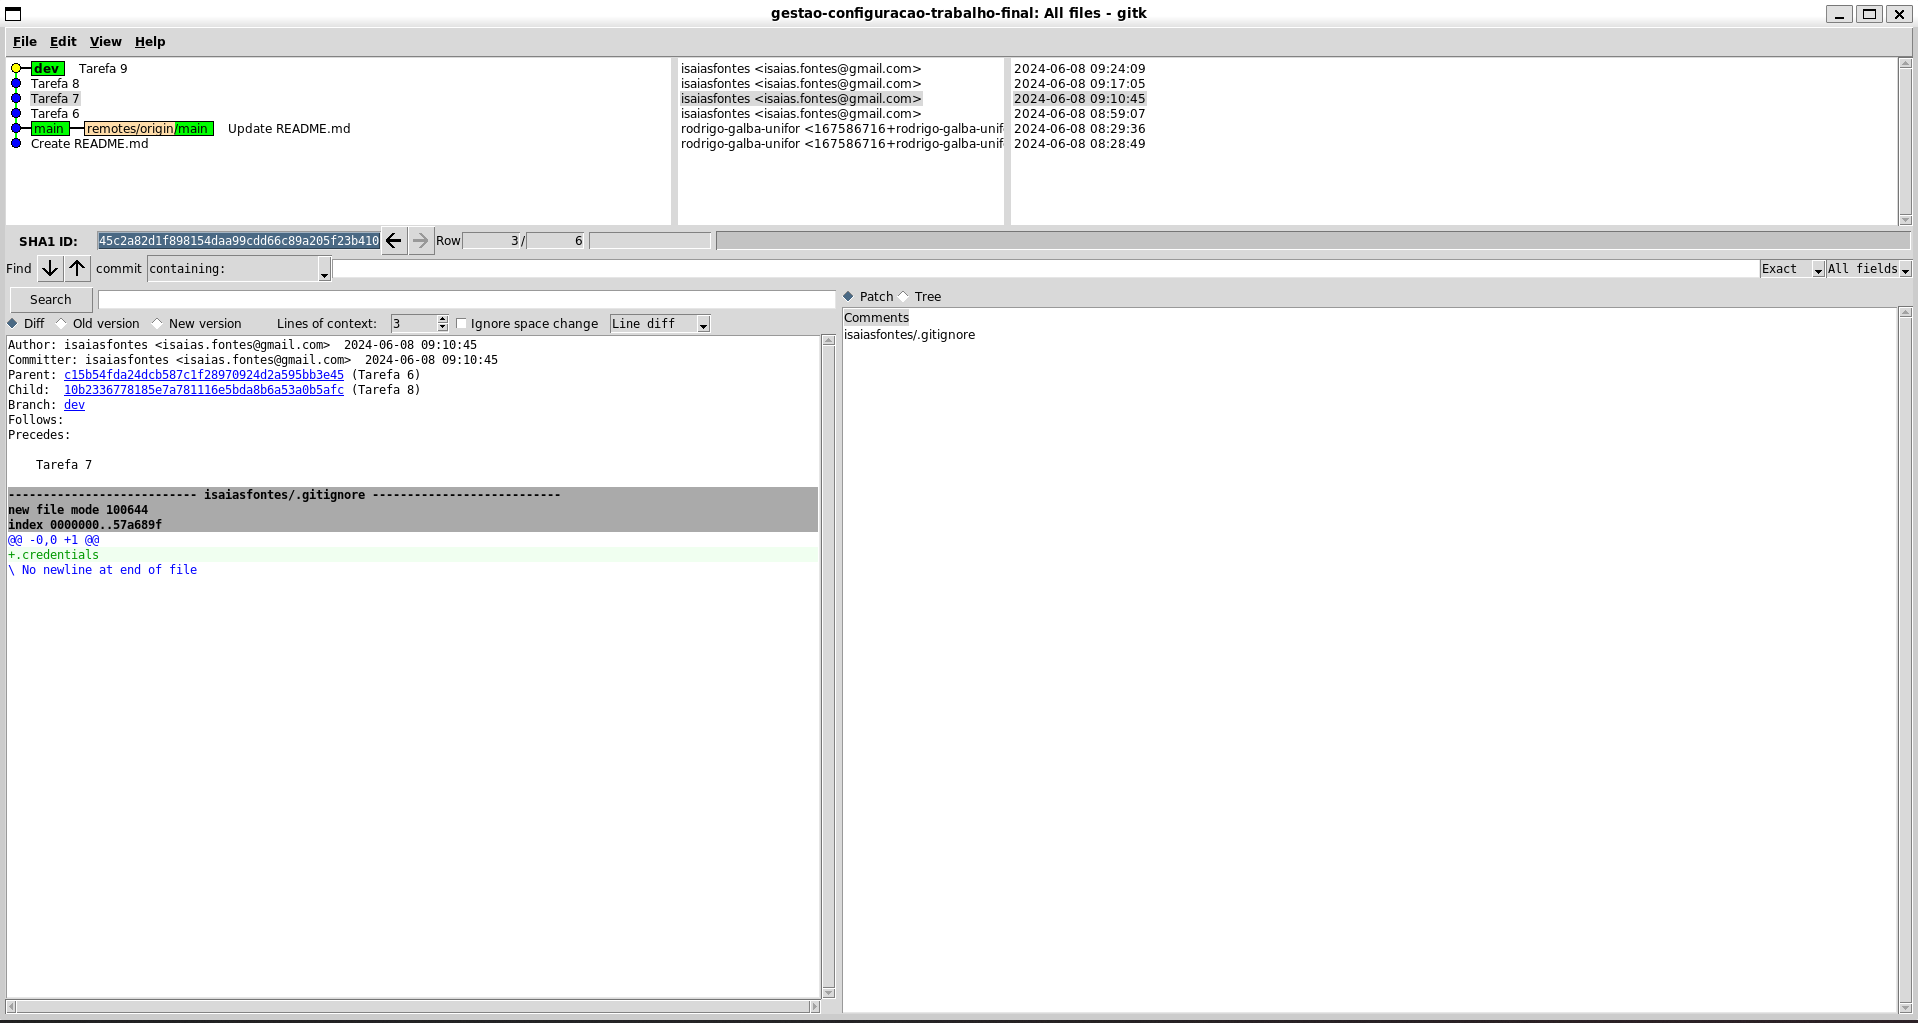 gestao-configuracao-trabalho-final: All files - gitk
File Edit View Help
dev Tarefa 9 isaiasfontes <isaias.fontes@gmail.com> 2024-06-08 09:24:09
Tarefa 8 isaiasfontes <isaias.fontes@gmail.com> 2024-06-08 09:17:05
Tarefa 7 isaiasfontes <isaias.fontes@gmail.com> 2024-06-08 09:10:45
Tarefa 6 isaiasfontes <isaias.fontes@gmail.com> 2024-06-08 08:59:07
main remotes/origin/main Update README.md rodrigo-galba-unifor <167586716+rodrigo-galba-unif 2024-06-08 08:29:36
Create README.md rodrigo-galba-unifor <167586716+rodrigo-galba-unif 2024-06-08 08:28:49
SHA1 ID: 45c2a82d1f898154daa99cdd66c89a205f23b410 Row 3 / 6
Find commit containing: Exact All fields
Search
Patch Tree
Diff Old version New version Lines of context: 3 Ignore space change Line diff
Comments
isaiasfontes/.gitignore
Author: isaiasfontes <isaias.fontes@gmail.com> 2024-06-08 09:10:45
Committer: isaiasfontes <isaias.fontes@gmail.com> 2024-06-08 09:10:45
Parent: c15b54fda24dcb587c1f28970924d2a595bb3e45 (Tarefa 6)
Child: 10b2336778185e7a781116e5bda8b6a53a0b5afc (Tarefa 8)
Branch: dev
Follows:
Precedes:
Tarefa 7
--------------------------- isaiasfontes/.gitignore ---------------------------
new file mode 100644
index 0000000..57a689f
@@ -0,0 +1 @@
+.credentials
\ No newline at end of file